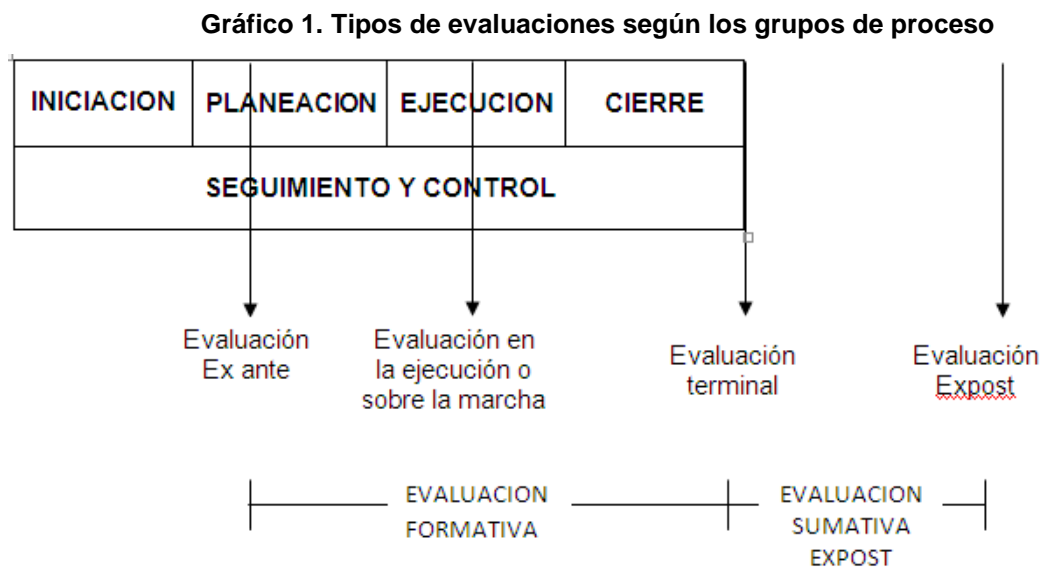 Gráfico 1. Tipos de evaluaciones según los grupos de proceso
INICIACION PLANEACION EJECUCION CIERRE
SEGUIMIENTO Y CONTROL
Evaluación
Ex ante
Evaluación en
la ejecución o
sobre la marcha
Evaluación
terminal
Evaluación
Expost
EVALUACION
FORMATIVA
EVALUACION
SUMATIVA
EXPOST